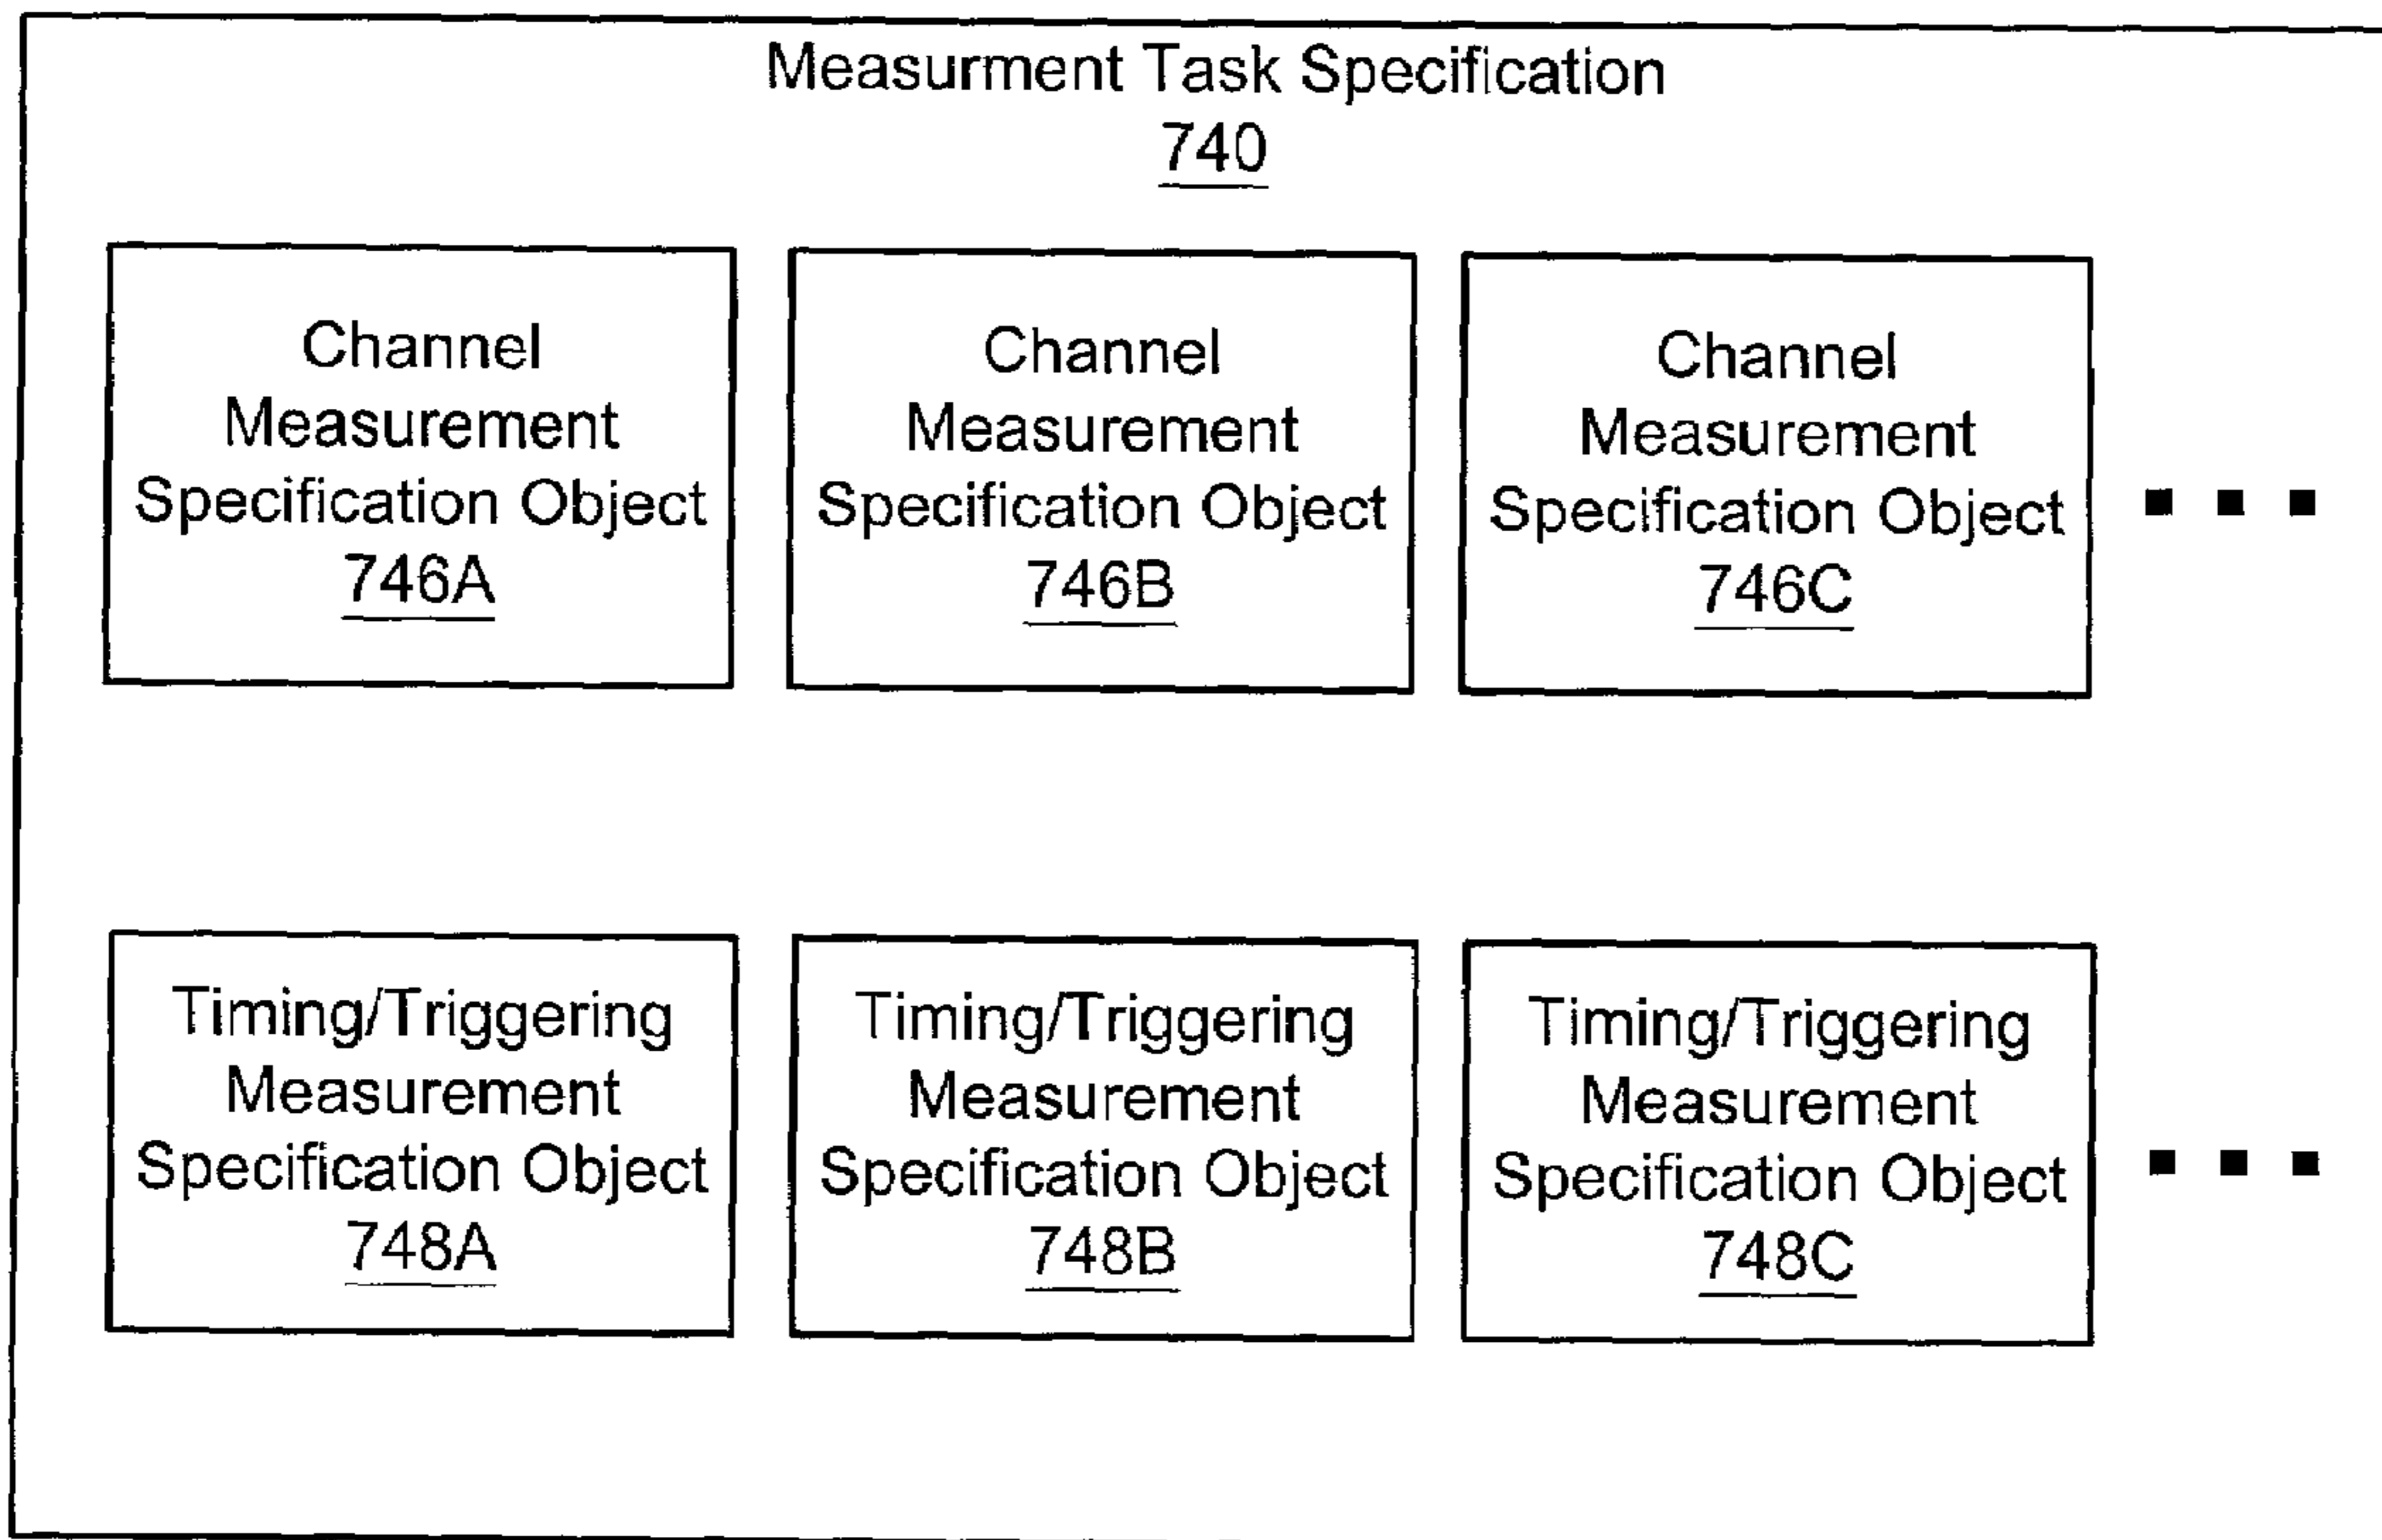 Measurment Task Specification
740
Channel
Measurement
Specification Object
746A
Channel
Measurement
Specification Object
746B
Channel
Measurement
Specification Object
746C
Timing/Triggering
Measurement
Specification Object
748A
Timing/Triggering
Measurement
Specification Object
748B
Timing/Triggering
Measurement
Specification Object
748C